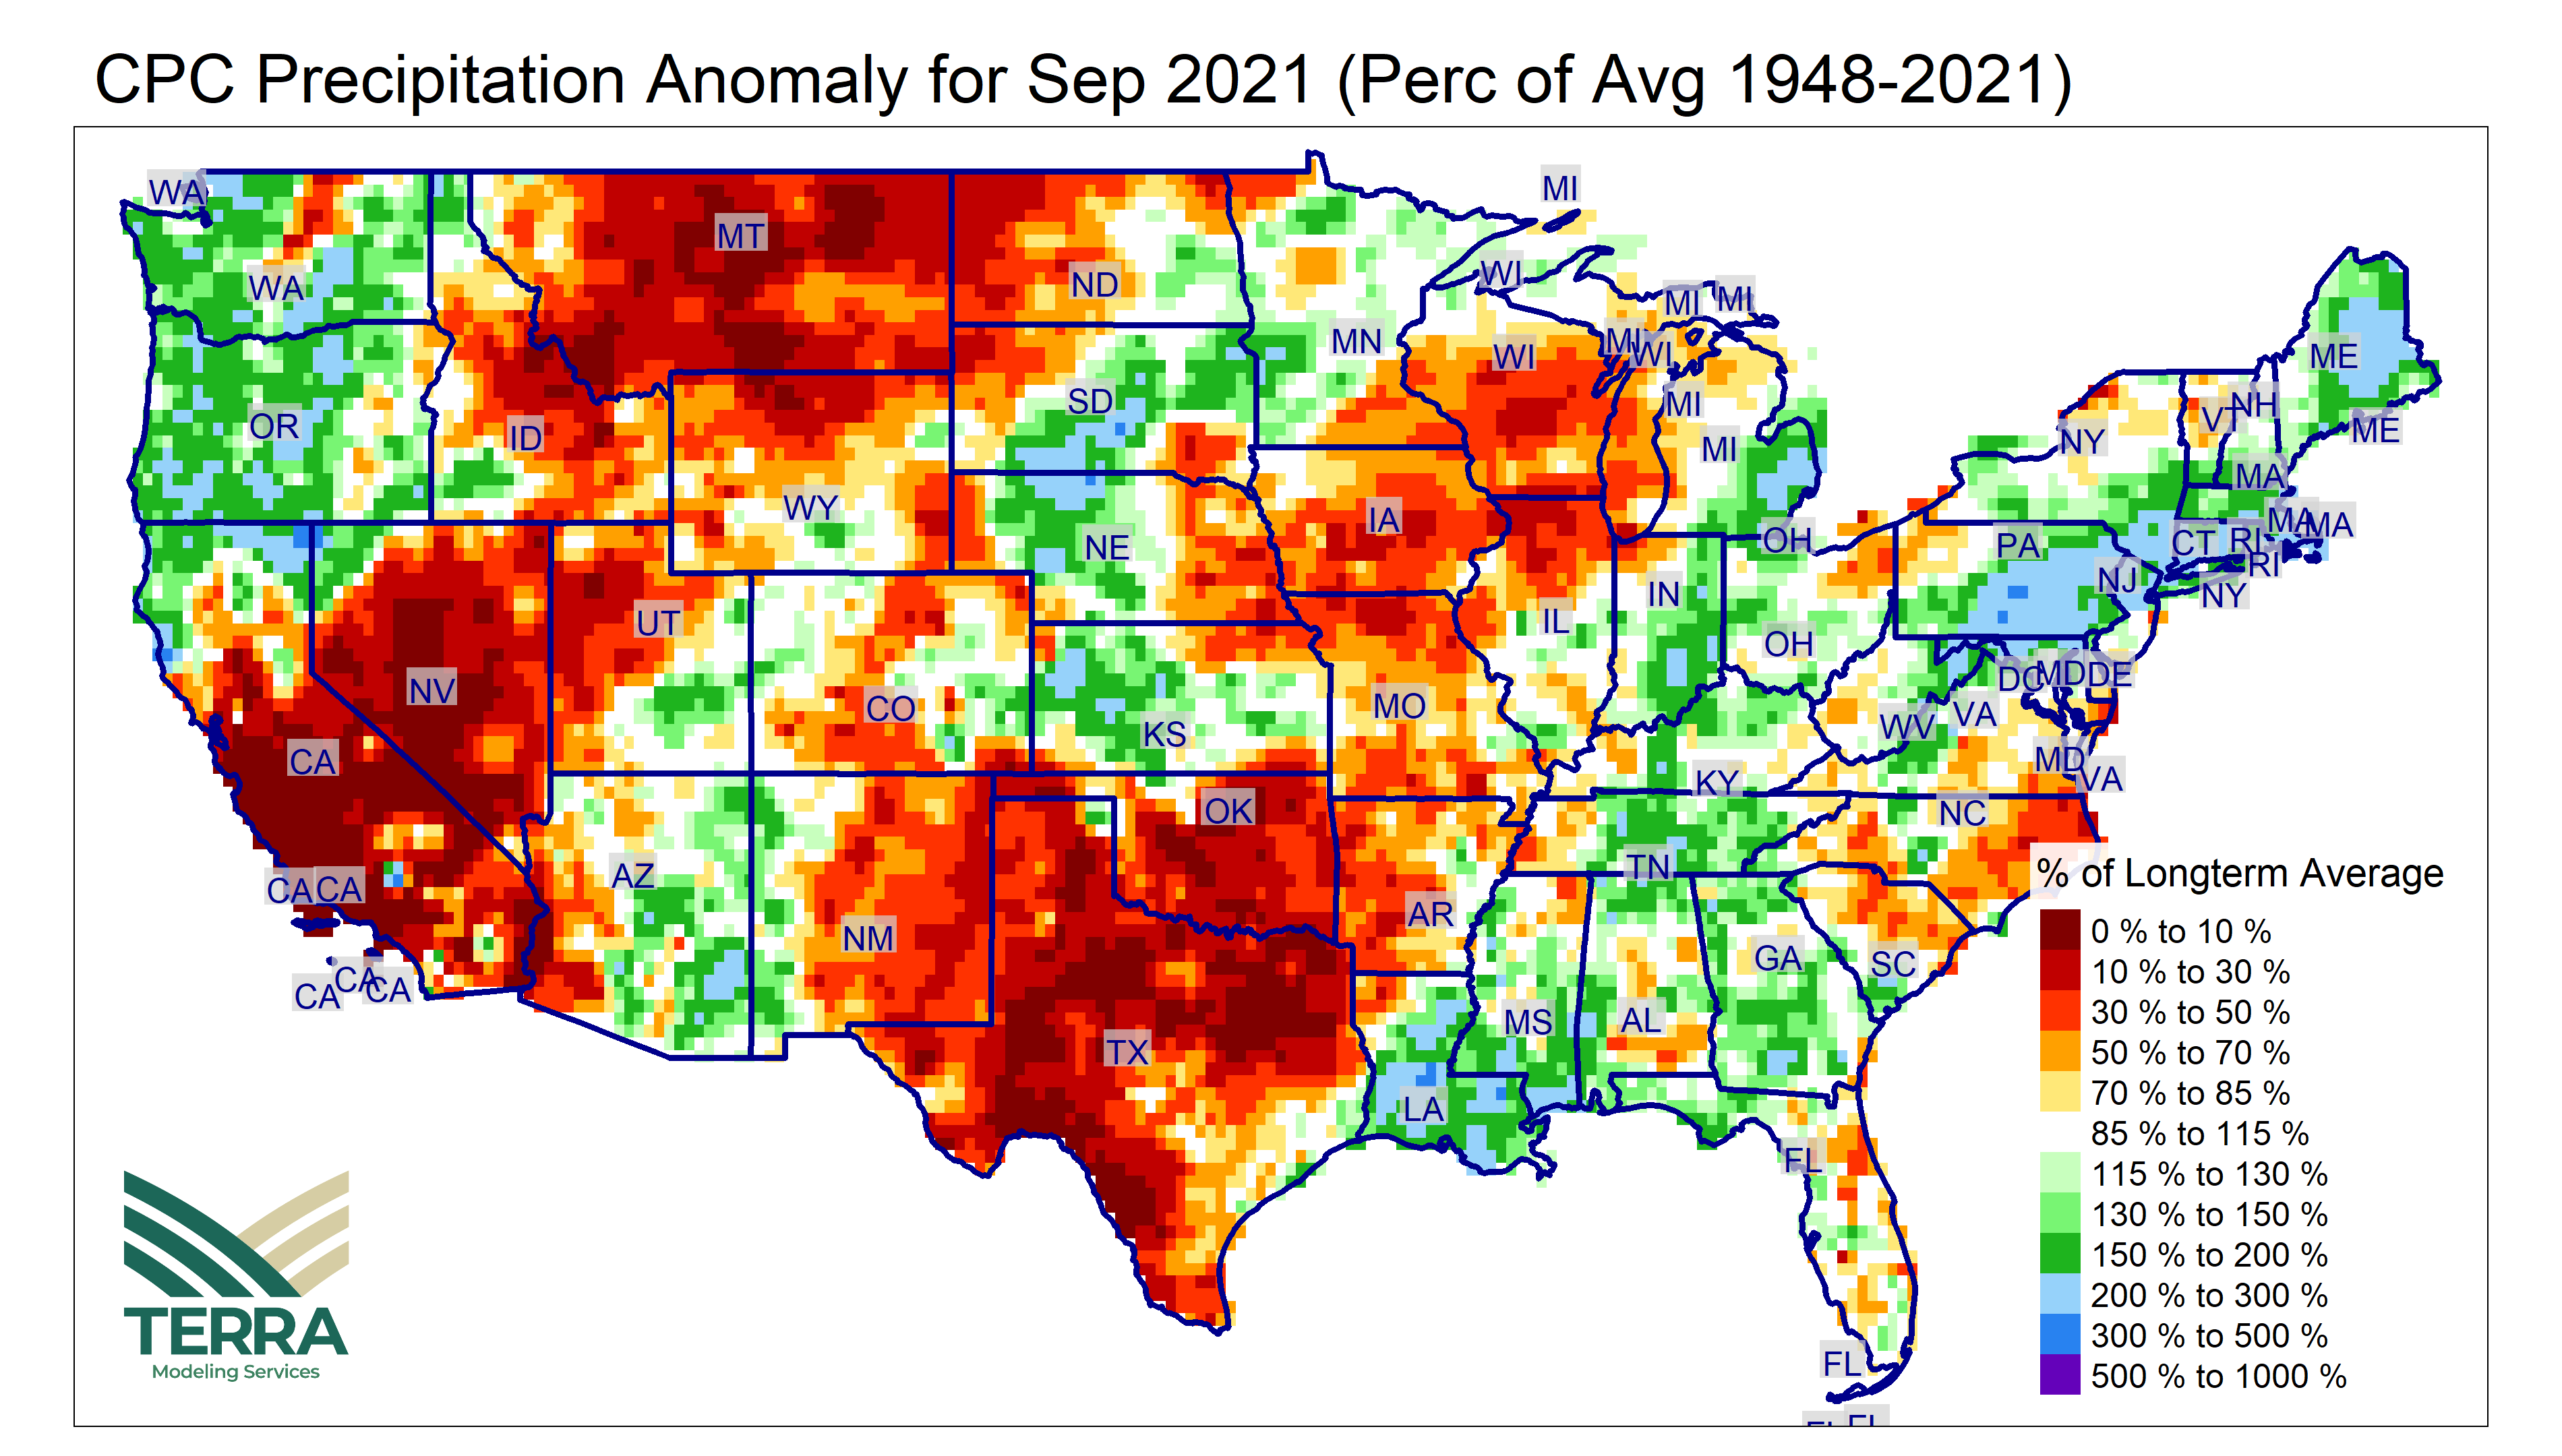 CPC Precipitation Anomaly for Sep 2021 (Perc of Avg 1948-2021)
WA
MI
MT
WI
ND
WA
MI
MI
MN
WI
MI
WI
ME
SD
MI
NH
VT
OR
ID
MI
NY
ME
MA
WY
IA
MA
MA
NE
OH
PA
CT
RI
RI
NJ
NY
IN
UT
IL
OH
NV
CO
MO
DC
MD
DE
KS
WV
VA
CA
MD
VA
OK
KY
NC
AZ
TN
CA
CA
NM
AR
GA
SC
CA
CA
CA
MS
AL
TX
LA
FL
FL
FL
FL
% of Longterm Average
0 % to 10 %
10 % to 30 %
30 % to 50 %
50 % to 70 %
70 % to 85 %
85 % to 115 %
115 % to 130 %
130 % to 150 %
150 % to 200 %
200 % to 300 %
300 % to 500 %
500 % to 1000 %
TERRA
Modeling Services